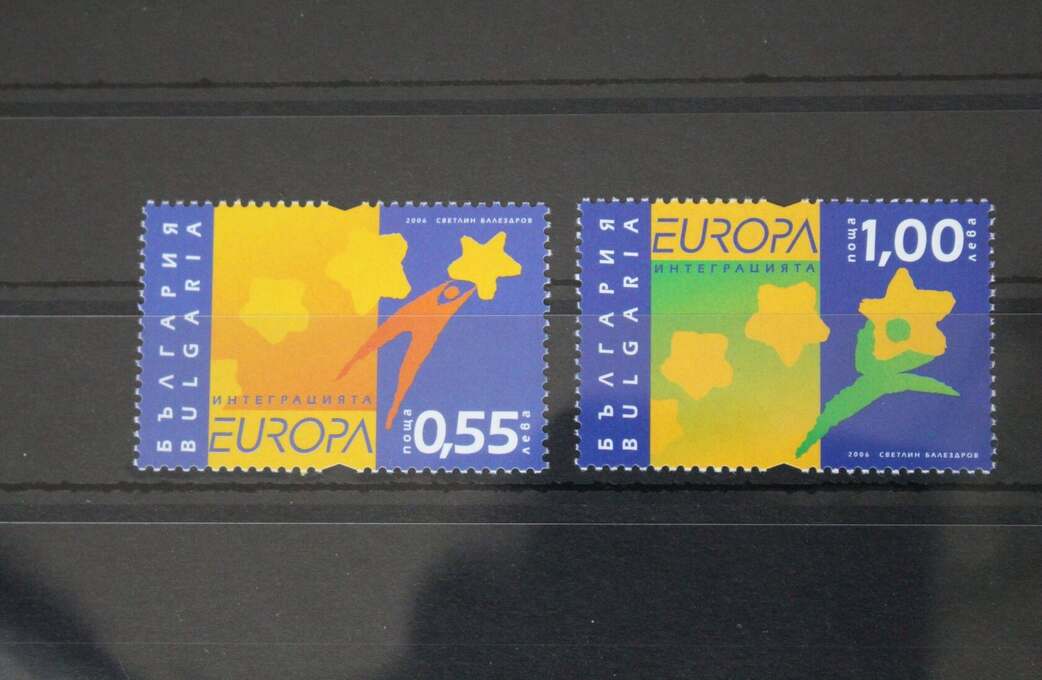 БЪЛГАРИЯ
BULGARIA
2006 СВЕТЛИН БАЛЕЗДРОВ
ИНТЕГРАЦИЯТА
EUROPA
поща 0,55 лева
БЪЛГАРИЯ
BULGARIA
EUROPA
ИНТЕГРАЦИЯТА
поща 1,00 лева
2006 СВЕТЛИН БАЛЕЗДРОВ